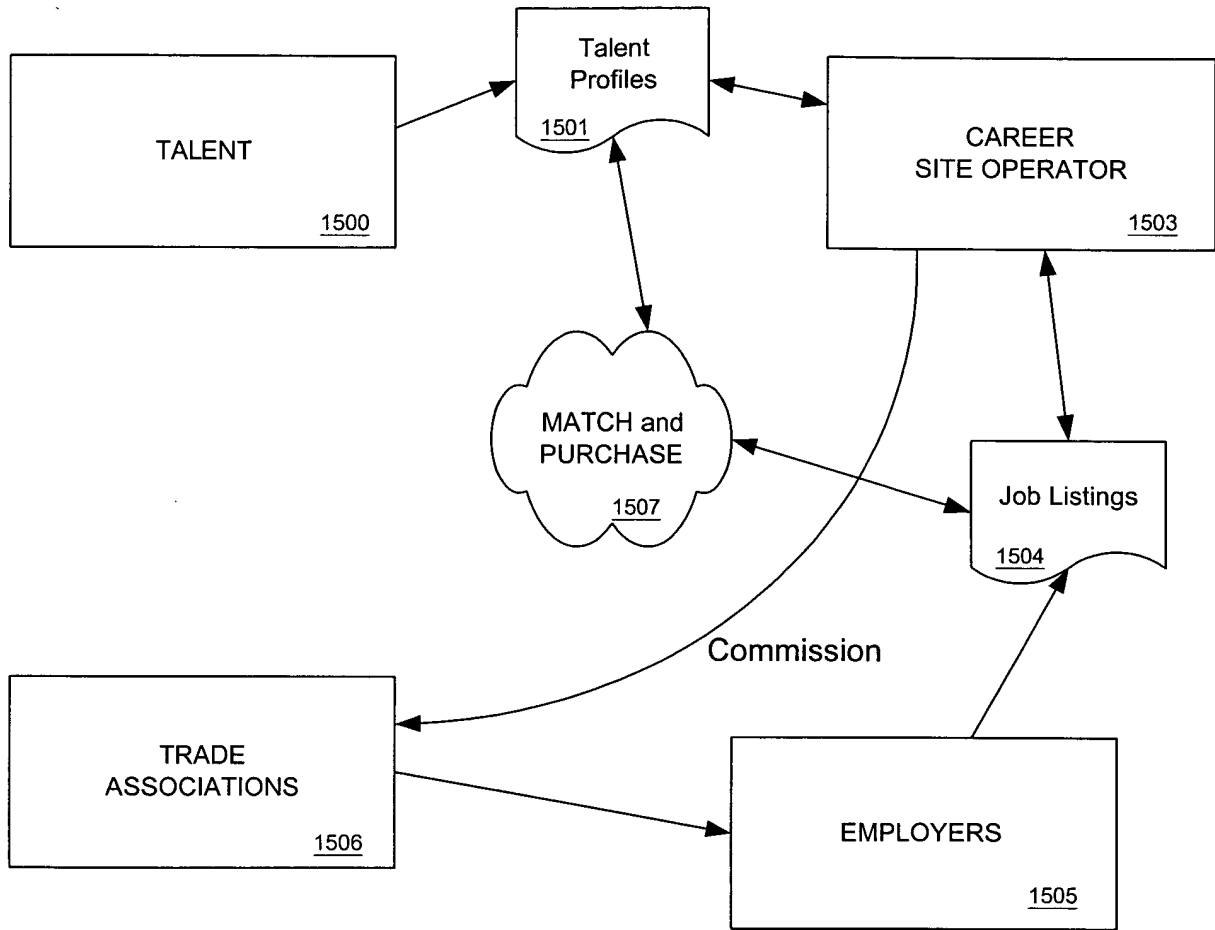 TALENT
1500
Talent
Profiles
1501
CAREER
SITE OPERATOR
1503
MATCH and
PURCHASE
1507
Job Listings
1504
Commission
TRADE
ASSOCIATIONS
1506
EMPLOYERS
1505